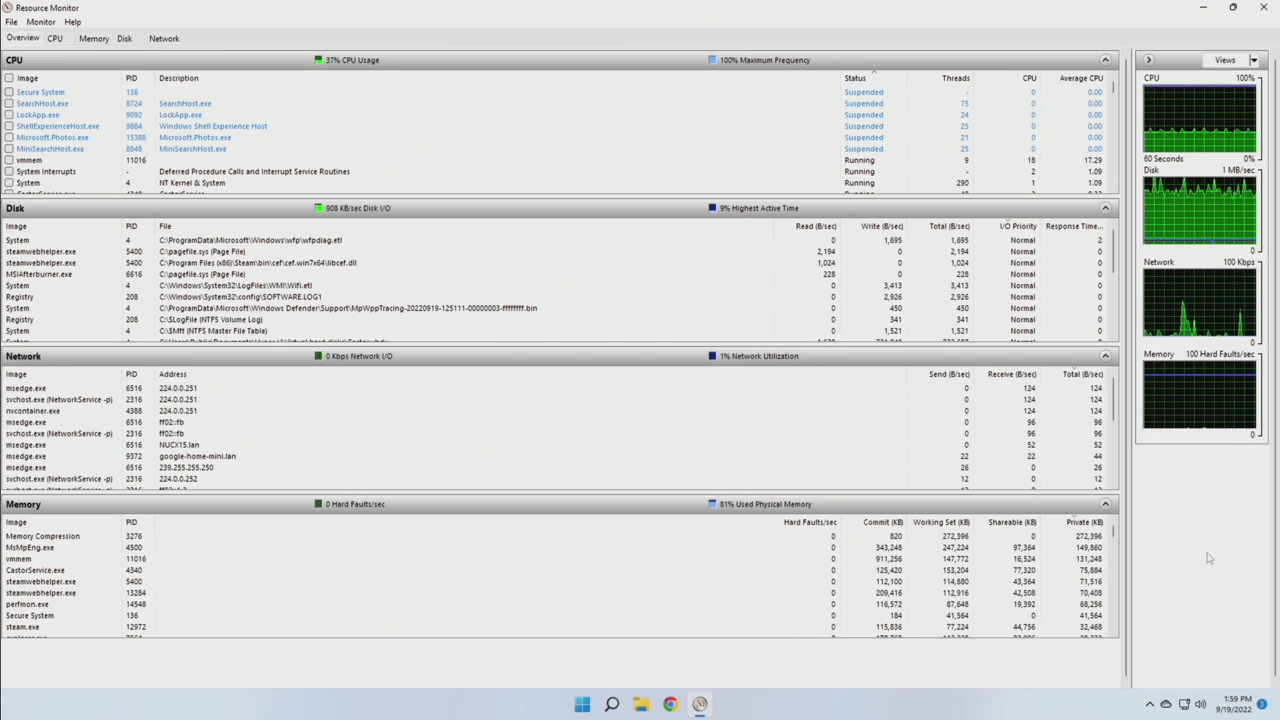 Resource Monitor
File Monitor Help
Overview CPU Memory Disk Network
CPU 37% CPU Usage 100% Maximum Frequency
Image PID Description Status Threads CPU Average CPU
Secure System 136 Suspended - 0 0.00
SearchHost.exe 8724 SearchHost.exe Suspended 75 0 0.00
LockApp.exe 9092 LockApp.exe Suspended 24 0 0.00
ShellExperienceHost.exe 9884 Windows Shell Experience Host Suspended 25 0 0.00
Microsoft.Photos.exe 15388 Microsoft.Photos.exe Suspended 21 0 0.00
MiniSearchHost.exe 8848 MiniSearchHost.exe Suspended 25 0 0.00
vmmem 11016 Running 9 18 17.29
System Interrupts - Deferred Procedure Calls and Interrupt Service Routines Running 2 1.09
System 4 NT Kernel & System Running 290 1 1.09
Disk 908 KB/sec Disk I/O 9% Highest Active Time
Image PID File Read (B/sec) Write (B/sec) Total (B/sec) I/O Priority Response Time...
System 4 C:\ProgramData\Microsoft\Windows\wfp\wfpdiag.etl 0 1,695 1,695 Normal 2
steamwebhelper.exe 5400 C:\pagefile.sys (Page File) 2,194 0 2,194 Normal 0
steamwebhelper.exe 5400 C:\Program Files (x86)\Steam\bin\cef\cef.win7x64\libcef.dll 1,024 0 1,024 Normal 0
MSIAfterburner.exe 6616 C:\pagefile.sys (Page File) 228 0 228 Normal 0
System 4 C:\Windows\System32\LogFiles\WMI\Wifi.etl 0 3,413 3,413 Normal 0
Registry 208 C:\Windows\System32\config\SOFTWARE.LOG1 0 2,926 2,926 Normal 0
System 4 C:\ProgramData\Microsoft\Windows Defender\Support\MpWppTracing-20220919-125111-00000003-ffffffff.bin 0 450 450 Normal 0
Registry 208 C:\$LogFile (NTFS Volume Log) 0 341 341 Normal 0
System 4 C:\$Mft (NTFS Master File Table) 0 1,521 1,521 Normal 0
Network 0 Kbps Network I/O 1% Network Utilization
Image PID Address Send (B/sec) Receive (B/sec) Total (B/sec)
msedge.exe 6516 224.0.0.251 0 124 124
svchost.exe (NetworkService -p) 2316 224.0.0.251 0 124 124
nvcontainer.exe 4388 224.0.0.251 0 124 124
msedge.exe 6516 ff02::fb 0 96 96
svchost.exe (NetworkService -p) 2316 ff02::fb 0 96 96
msedge.exe 6516 NUCX15.lan 0 52 52
msedge.exe 9372 google-home-mini.lan 22 22 44
msedge.exe 6516 239.255.255.250 26 0 26
svchost.exe (NetworkService -p) 2316 224.0.0.252 0 12 12
Memory 0 Hard Faults/sec 81% Used Physical Memory
Image PID Hard Faults/sec Commit (KB) Working Set (KB) Shareable (KB) Private (KB)
Memory Compression 3276 0 820 272,396 0 272,396
MsMpEng.exe 4500 0 343,248 247,224 97,364 149,860
vmmem 11016 0 911,256 147,772 16,524 131,248
CastorService.exe 4340 0 125,420 153,204 77,320 75,884
steamwebhelper.exe 5400 0 112,100 114,880 43,364 71,516
steamwebhelper.exe 13284 0 209,416 112,916 42,508 70,408
perfmon.exe 14548 0 116,572 87,648 19,392 68,256
Secure System 136 0 184 41,564 0 41,564
steam.exe 12972 0 115,836 77,224 44,756 32,468
Views
CPU 100%
60 Seconds 0%
Disk 1 MB/sec
0
Network 100 Kbps
0
Memory 100 Hard Faults/sec
0
1:59 PM
9/19/2022
3